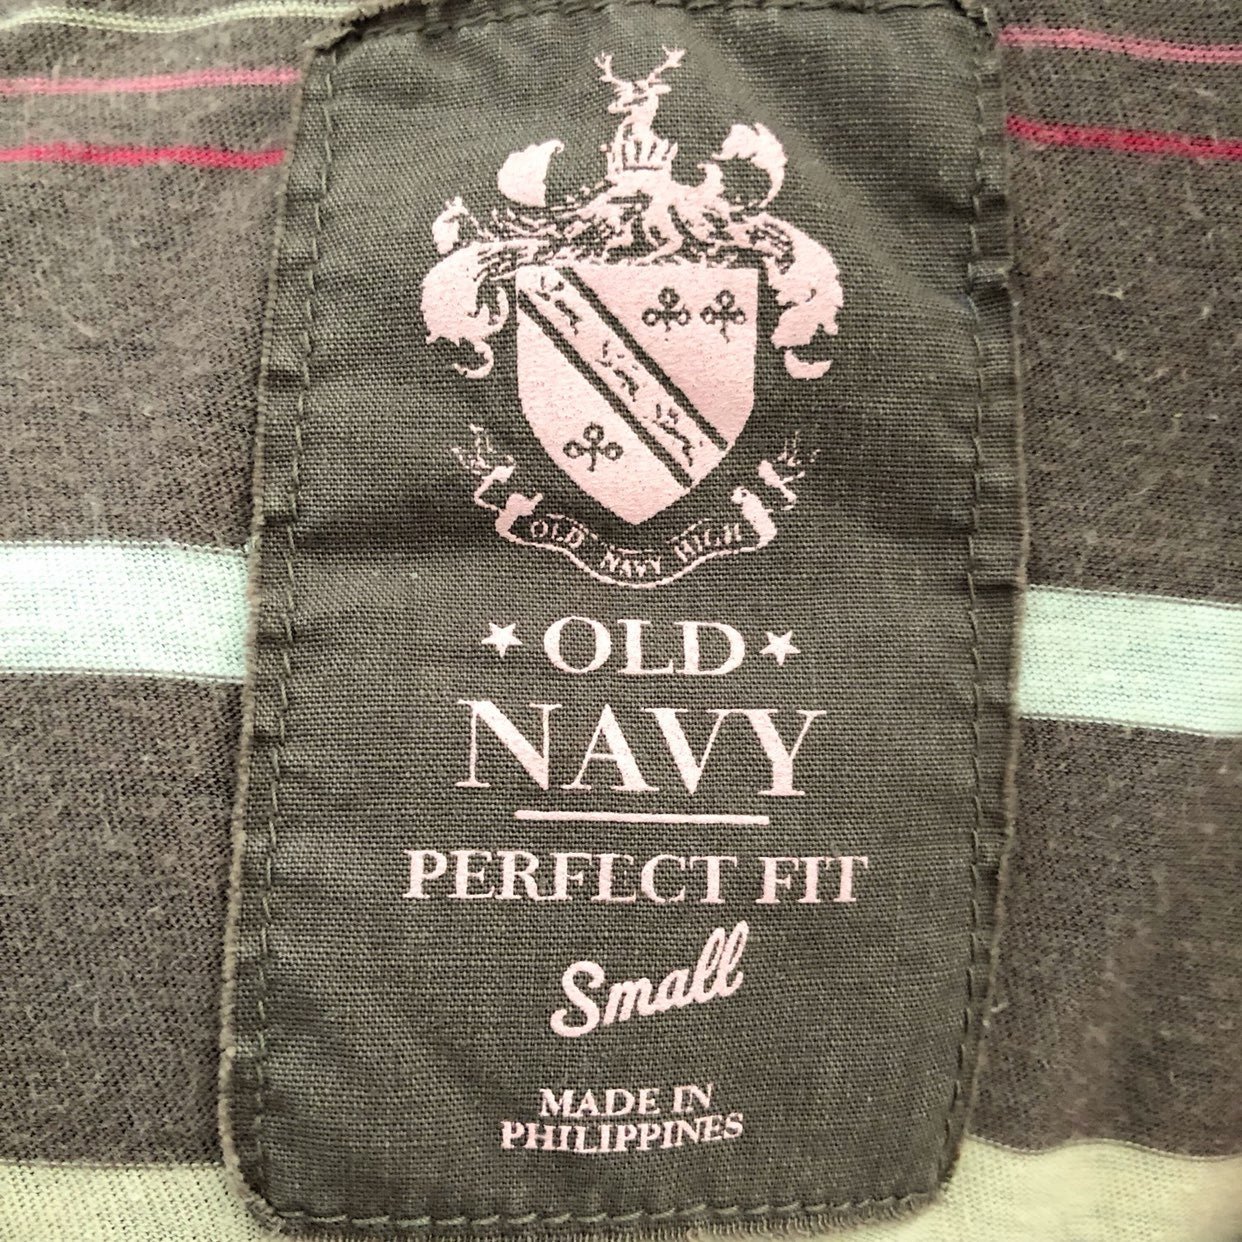 OLD NAVY HIGH
OLD
NAVY
PERFECT FIT
Small
MADE IN
PHILIPPINES